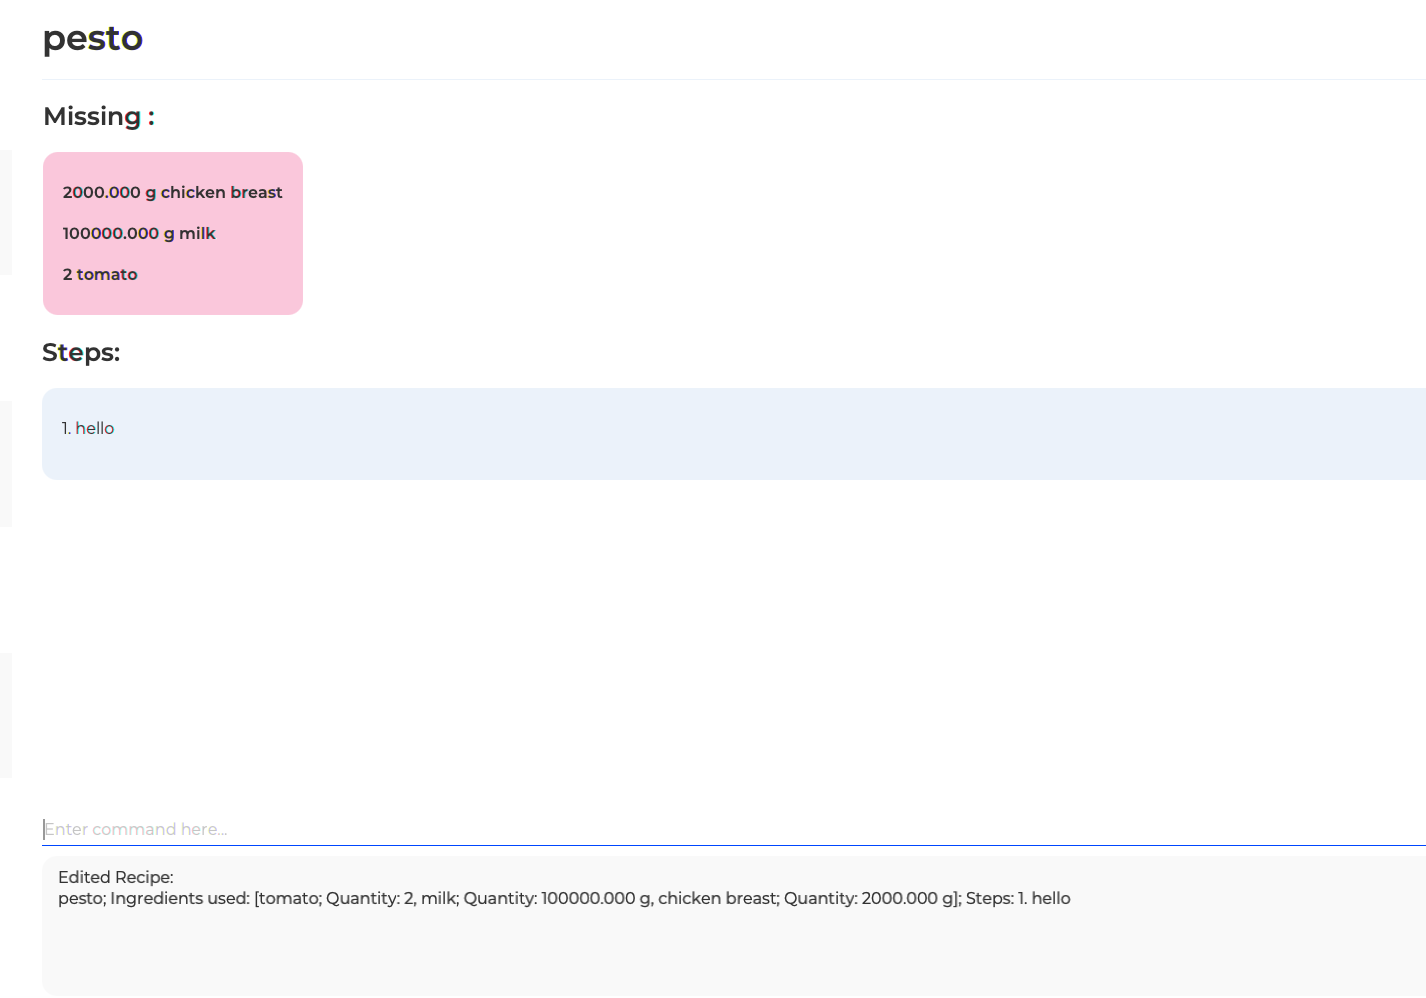 pesto
Missing :
2000.000 g chicken breast
100000.000 g milk
2 tomato
Steps:
1. hello
Enter command here...
Edited Recipe:
pesto; Ingredients used: [tomato; Quantity: 2, milk; Quantity: 100000.000 g, chicken breast; Quantity: 2000.000 g]; Steps: 1. hello